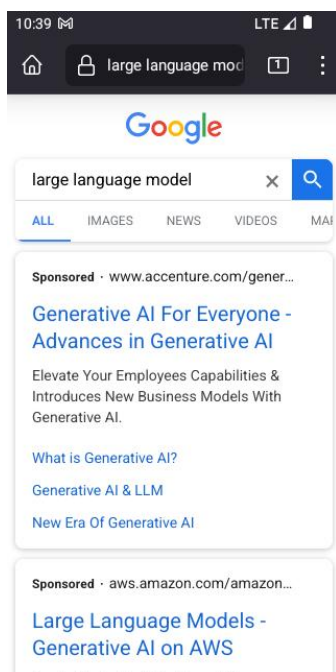 10:39 LTE
large language mod 1
Google
large language model
ALL IMAGES NEWS VIDEOS MAP
Sponsored · www.accenture.com/gener...
Generative AI For Everyone -
Advances in Generative AI
Elevate Your Employees Capabilities &
Introduces New Business Models With
Generative AI.
What is Generative AI?
Generative AI & LLM
New Era Of Generative AI
Sponsored · aws.amazon.com/amazon...
Large Language Models -
Generative AI on AWS